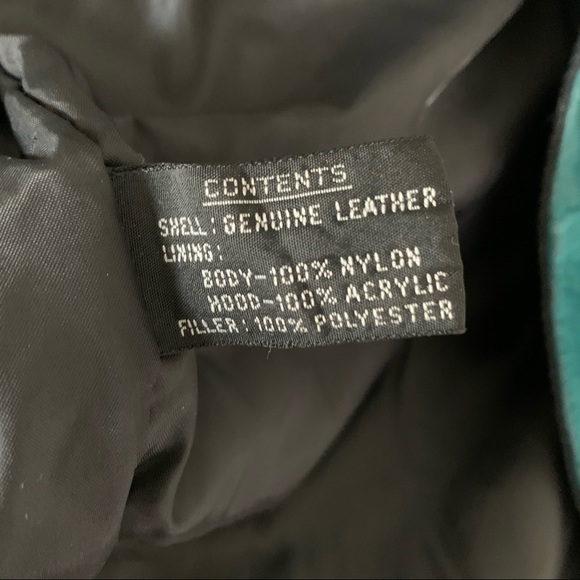 CONTENTS
SHELL: GENUINE LEATHER
LINING:
BODY-100% NYLON
HOOD-100% ACRYLIC
FILLER: 100% POLYESTER